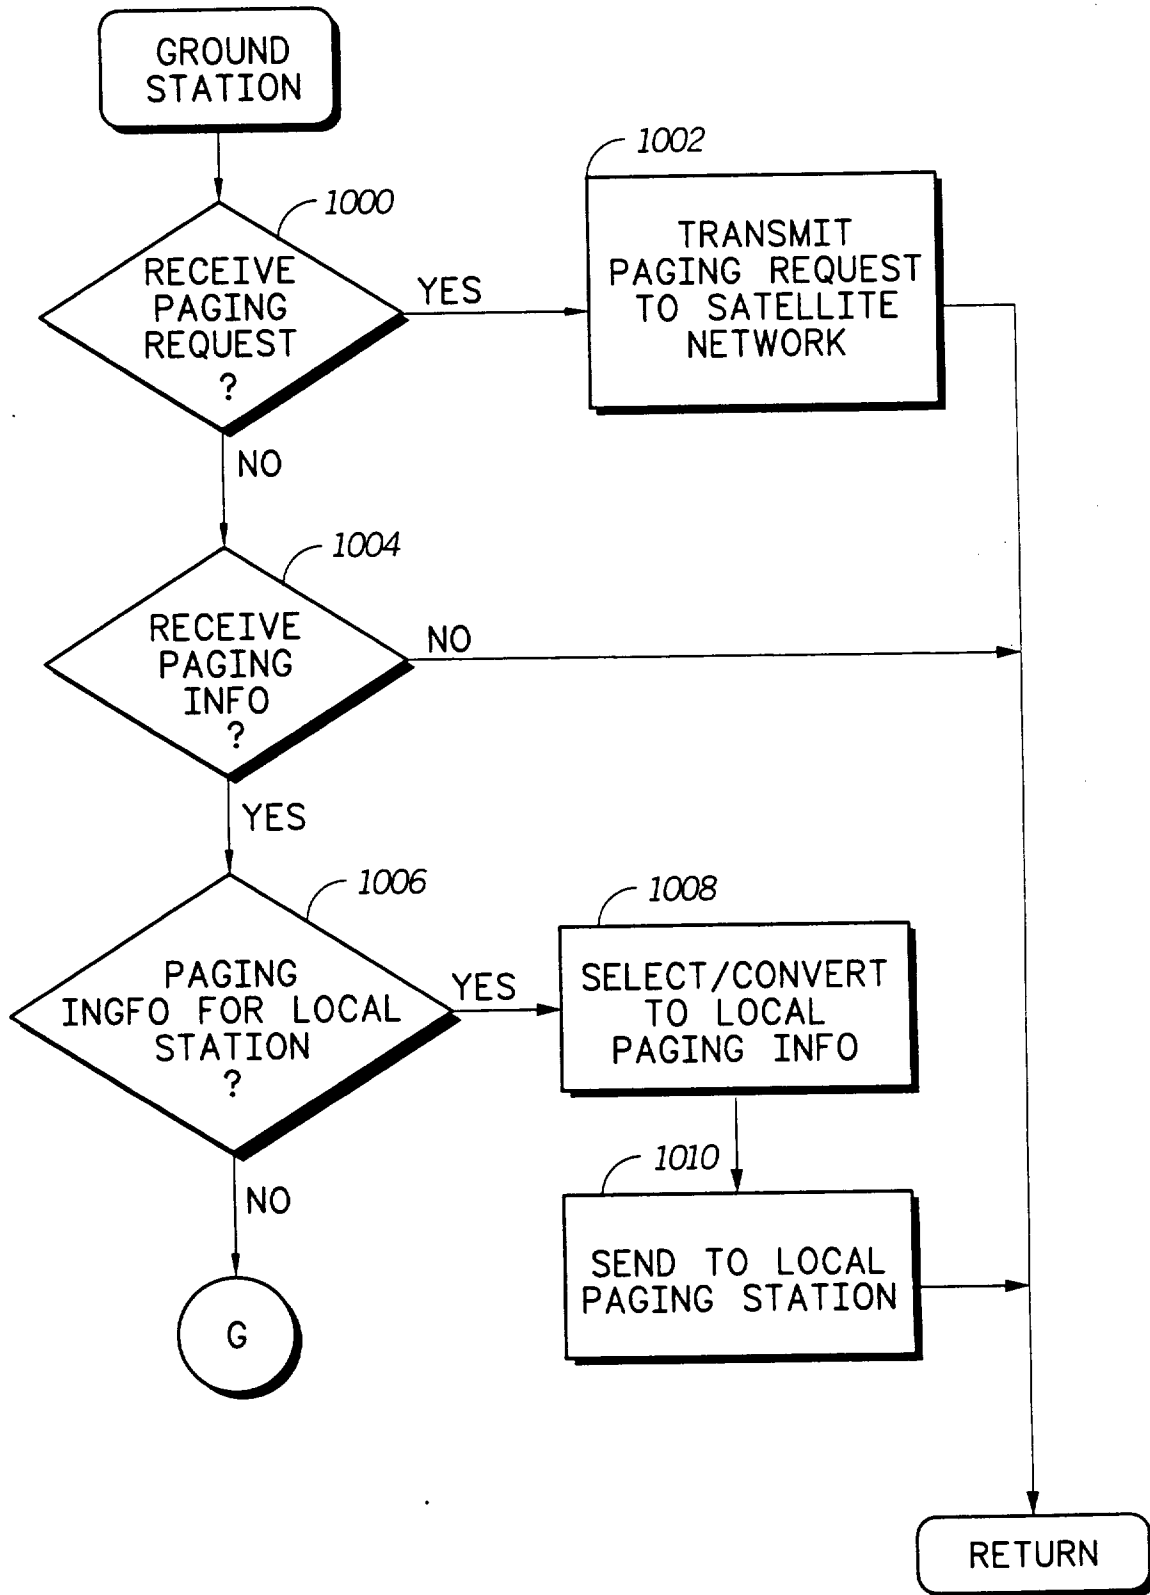 GROUND
STATION
1000
RECEIVE
PAGING
REQUEST
?
YES
1002
TRANSMIT
PAGING REQUEST
TO SATELLITE
NETWORK
NO
1004
RECEIVE
PAGING
INFO
?
NO
YES
1006
PAGING
INGFO FOR LOCAL
STATION
?
YES
1008
SELECT/CONVERT
TO LOCAL
PAGING INFO
NO
1010
SEND TO LOCAL
PAGING STATION
G
RETURN